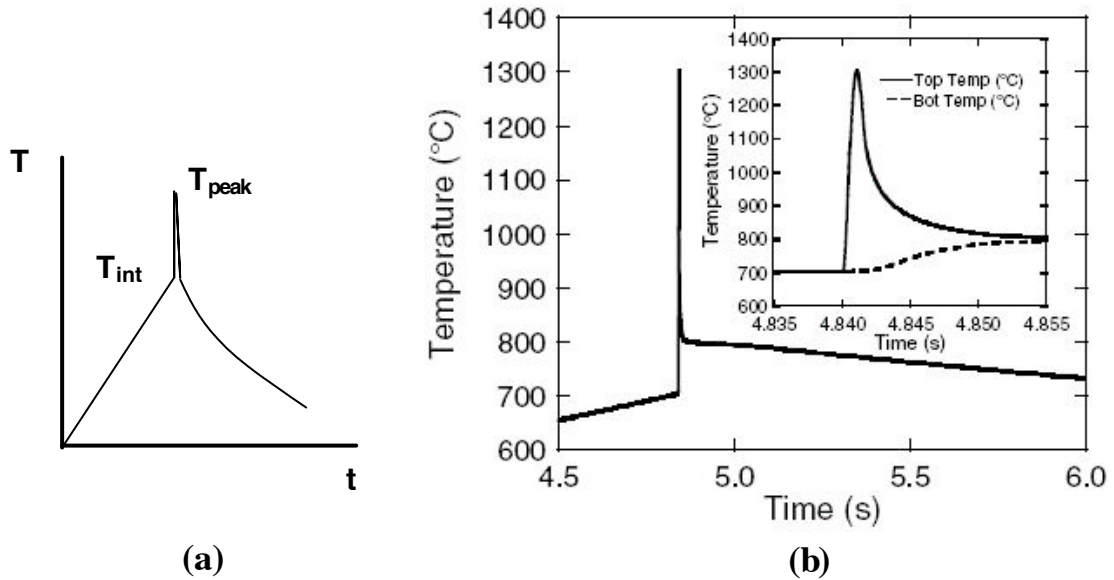 T
T_peak
T_int
t
(a)
1400
1300
1200
1100
1000
900
800
700
600
Temperature (°C)
4.5
5.0
5.5
6.0
Time (s)
1400
1300
1200
1100
1000
900
800
700
600
Temperature (°C)
Top Temp (°C)
Bot Temp (°C)
4.835
4.840
4.845
4.850
4.855
Time (s)
(b)